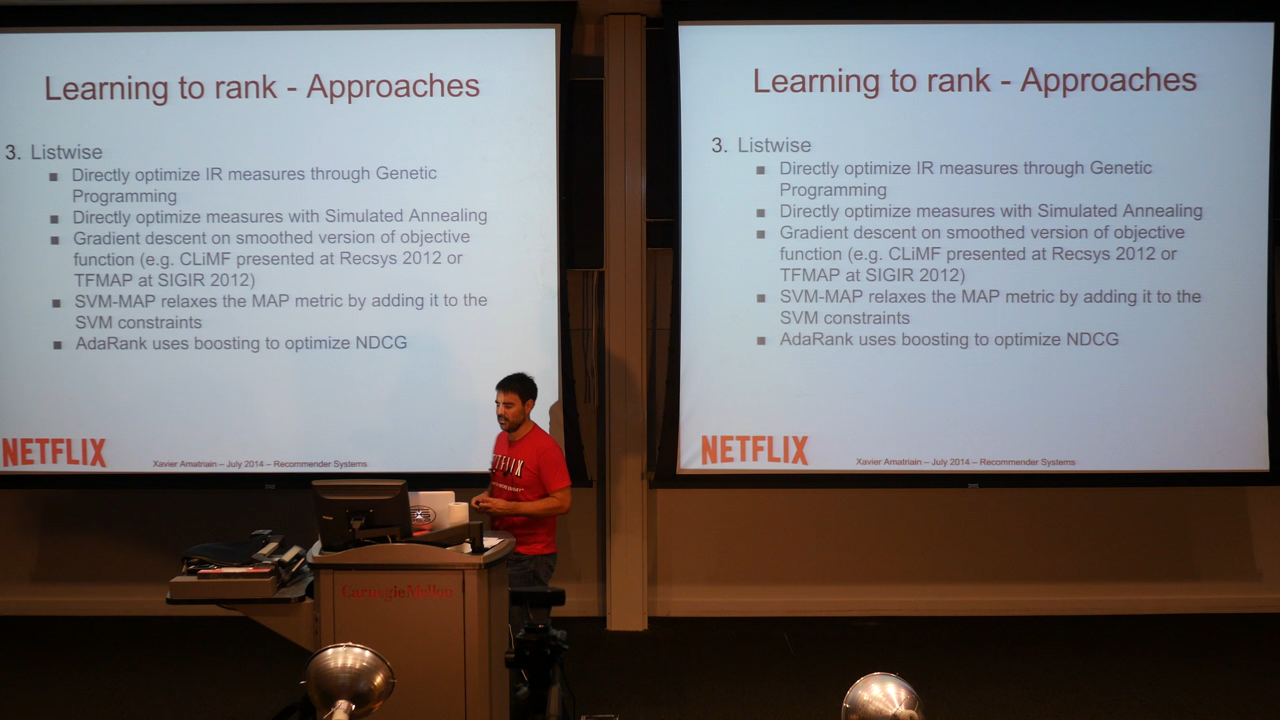 Learning to rank - Approaches
3. Listwise
■ Directly optimize IR measures through Genetic
Programming
■ Directly optimize measures with Simulated Annealing
■ Gradient descent on smoothed version of objective
function (e.g. CLiMF presented at Recsys 2012 or
TFMAP at SIGIR 2012)
■ SVM-MAP relaxes the MAP metric by adding it to the
SVM constraints
■ AdaRank uses boosting to optimize NDCG
NETFLIX
Xavier Amatriain – July 2014 – Recommender Systems
Learning to rank - Approaches
3. Listwise
■ Directly optimize IR measures through Genetic
Programming
■ Directly optimize measures with Simulated Annealing
■ Gradient descent on smoothed version of objective
function (e.g. CLiMF presented at Recsys 2012 or
TFMAP at SIGIR 2012)
■ SVM-MAP relaxes the MAP metric by adding it to the
SVM constraints
■ AdaRank uses boosting to optimize NDCG
NETFLIX
Xavier Amatriain – July 2014 – Recommender Systems
NETFLIX
Carnegie Mellon